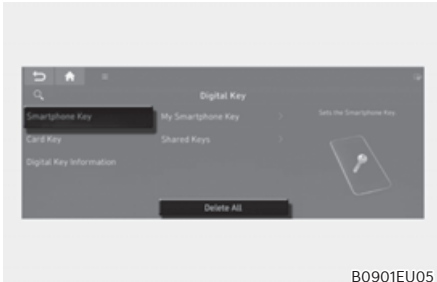 Digital Key
Smartphone Key
My Smartphone Key
Sets the Smartphone Key.
Card Key
Shared Keys
Digital Key Information
Delete All
B0901EU05